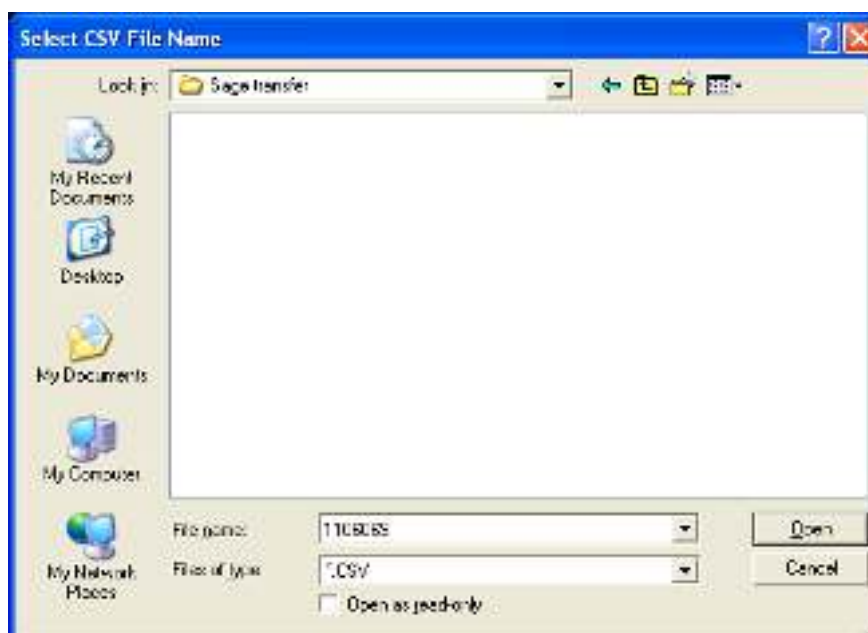 Select CSV File Name
Look in:
Sage transfer
My Recent
Documents
Desktop
My Documents
My Computer
My Network
Places
File name:
Files of type:
*.CSV
Open as read-only
Open
Cancel